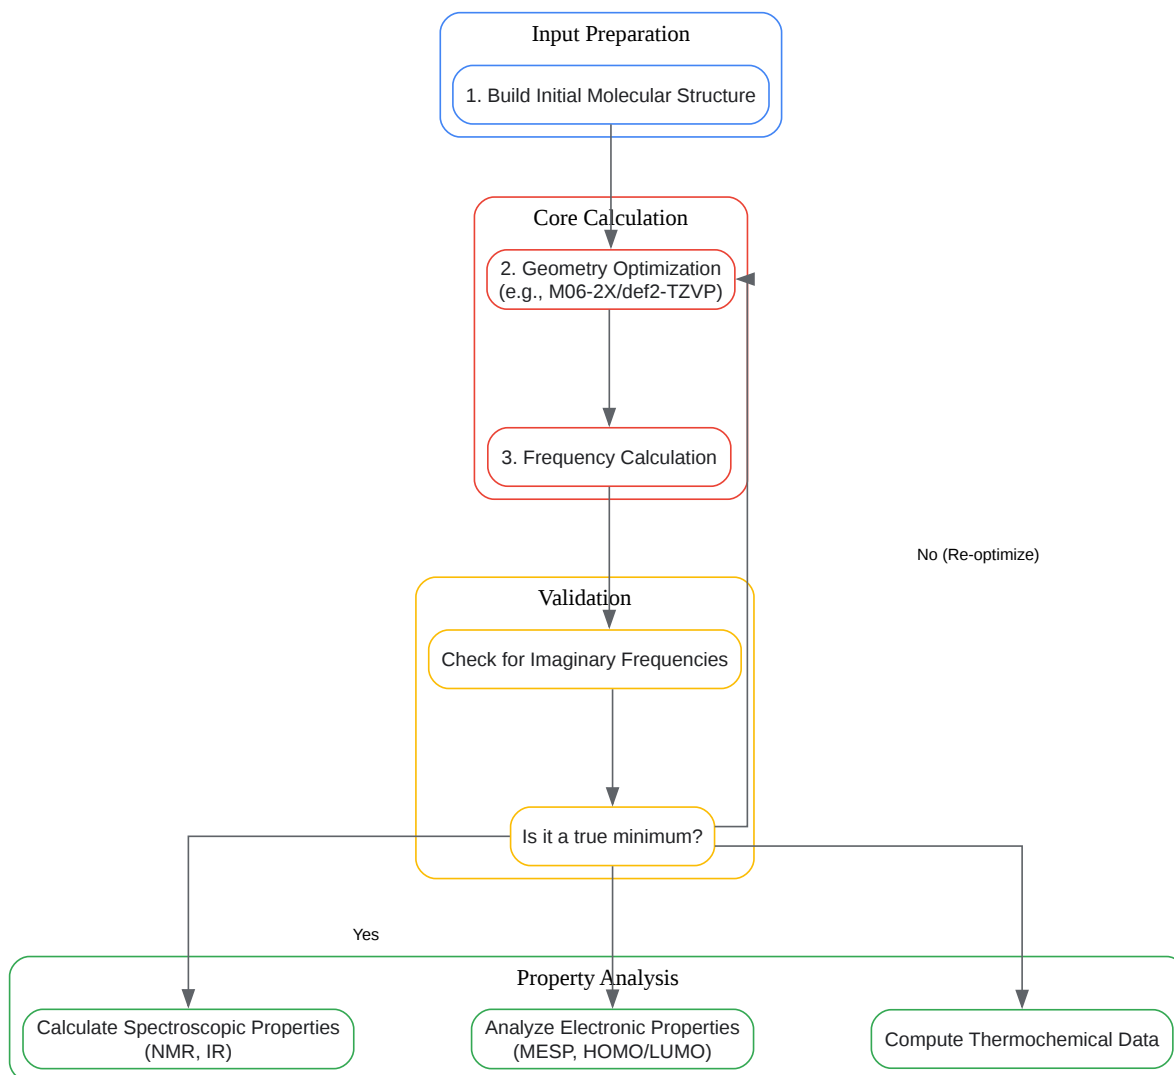 Input Preparation
1. Build Initial Molecular Structure
Core Calculation
2. Geometry Optimization
(e.g., M06-2X/def2-TZVP)
3. Frequency Calculation
No (Re-optimize)
Validation
Check for Imaginary Frequencies
Is it a true minimum?
Yes
Property Analysis
Calculate Spectroscopic Properties
(NMR, IR)
Analyze Electronic Properties
(MESP, HOMO/LUMO)
Compute Thermochemical Data